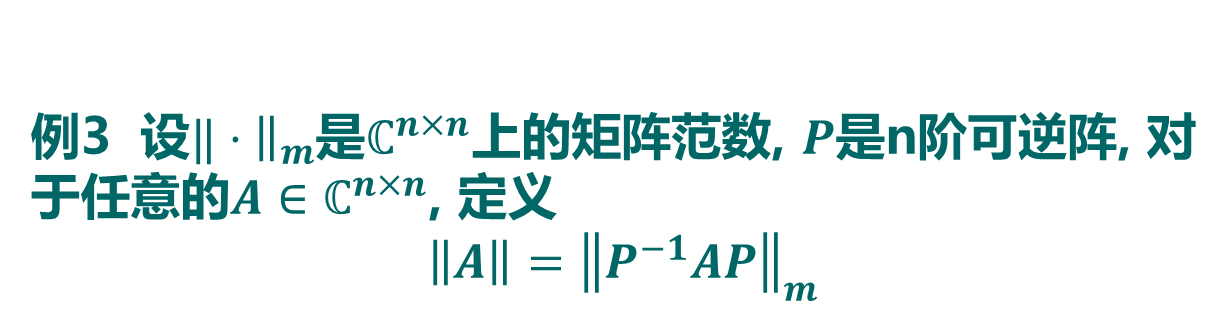 例3 设‖·‖ₘ是ℂⁿˣⁿ上的矩阵范数, P是n阶可逆阵, 对
于任意的A ∈ ℂⁿˣⁿ, 定义
‖A‖ = ‖P⁻¹AP‖ₘ